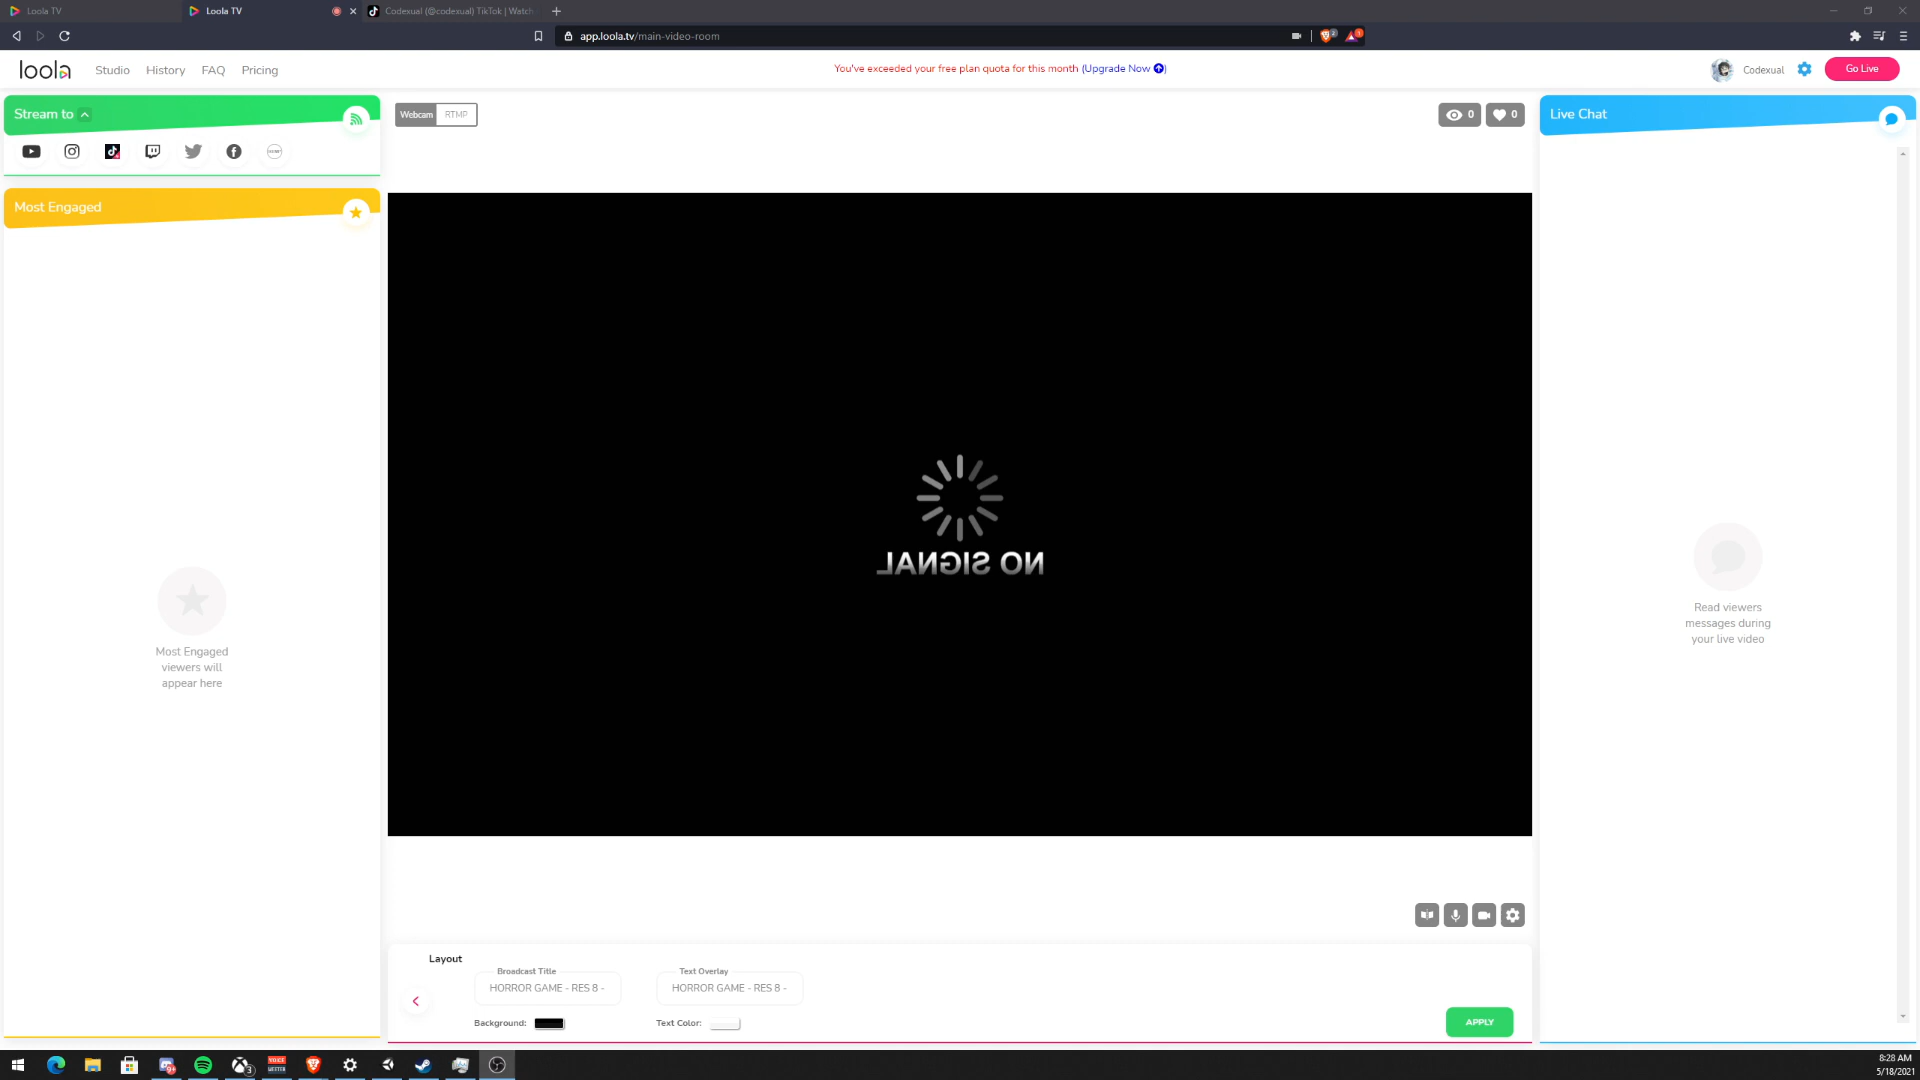 Loola TV
Loola TV
Codexual (@codexual) TikTok | Watch
app.loola.tv/main-video-room
loola
Studio
History
FAQ
Pricing
You've exceeded your free plan quota for this month (Upgrade Now)
Codexual
Go Live
Stream to
Webcam
RTMP
0
0
Live Chat
Most Engaged
NO SIGNAL
Most Engaged
viewers will
appear here
Read viewers
messages during
your live video
Layout
Broadcast Title
HORROR GAME - RES 8 -
Text Overlay
HORROR GAME - RES 8 -
Background:
Text Color:
APPLY
8:28 AM
5/18/2021